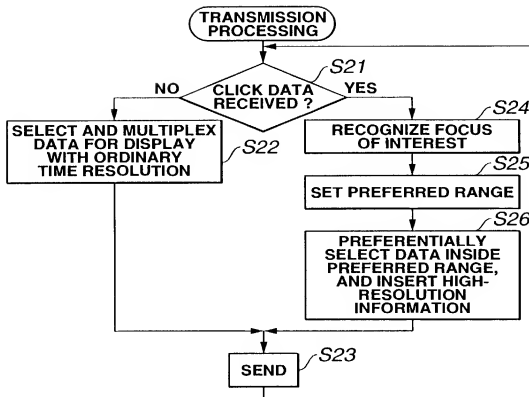 TRANSMISSION
PROCESSING
S21
NO
CLICK DATA
RECEIVED ?
YES
SELECT AND MULTIPLEX
DATA FOR DISPLAY
WITH ORDINARY
TIME RESOLUTION
S22
S24
RECOGNIZE FOCUS
OF INTEREST
S25
SET PREFERRED RANGE
S26
PREFERENTIALLY
SELECT DATA INSIDE
PREFERRED RANGE,
AND INSERT HIGH-
RESOLUTION
INFORMATION
S23
SEND